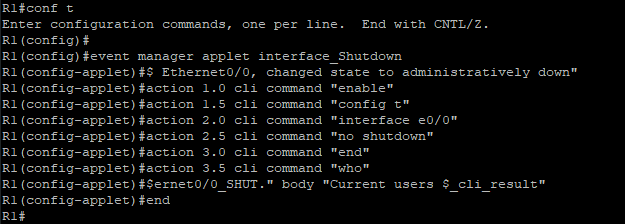 R1#conf t
Enter configuration commands, one per line.  End with CNTL/Z.
R1(config)#
R1(config)#event manager applet interface_Shutdown
R1(config-applet)#$ Ethernet0/0, changed state to administratively down"
R1(config-applet)#action 1.0 cli command "enable"
R1(config-applet)#action 1.5 cli command "config t"
R1(config-applet)#action 2.0 cli command "interface e0/0"
R1(config-applet)#action 2.5 cli command "no shutdown"
R1(config-applet)#action 3.0 cli command "end"
R1(config-applet)#action 3.5 cli command "who"
R1(config-applet)#$ernet0/0_SHUT." body "Current users $_cli_result"
R1(config-applet)#end
R1#